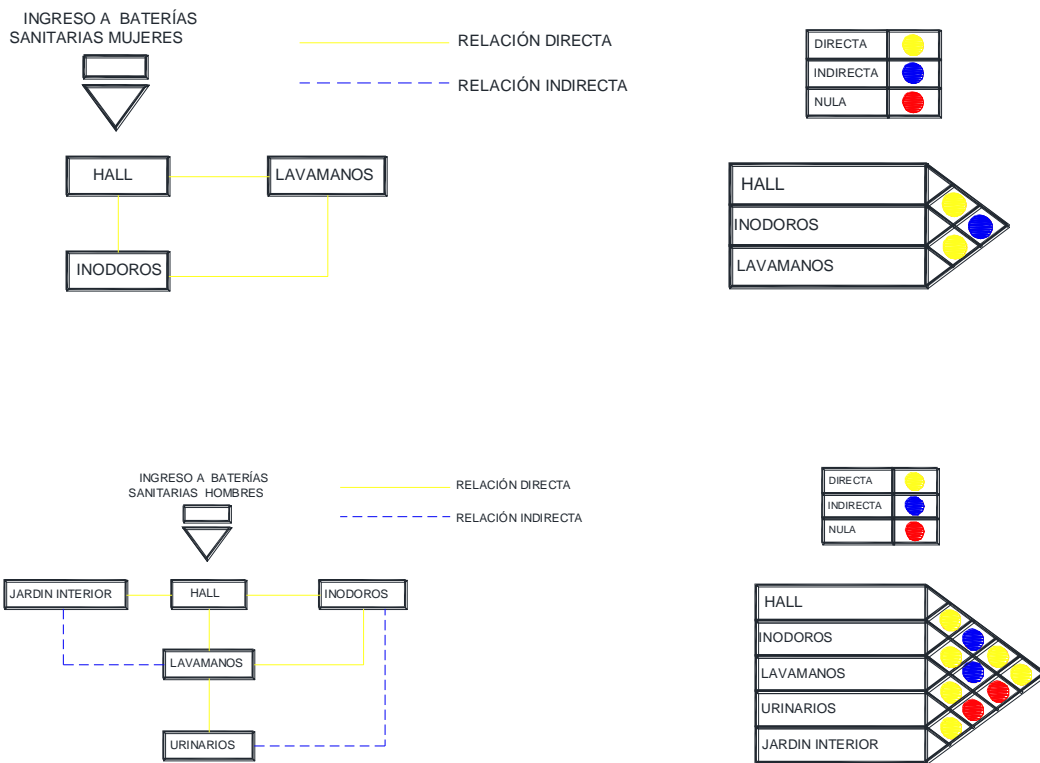 INGRESO A BATERÍAS
SANITARIAS MUJERES
RELACIÓN DIRECTA
RELACIÓN INDIRECTA
DIRECTA
INDIRECTA
NULA
HALL
LAVAMANOS
INODOROS
HALL
INODOROS
LAVAMANOS
INGRESO A BATERÍAS
SANITARIAS HOMBRES
RELACIÓN DIRECTA
RELACIÓN INDIRECTA
DIRECTA
INDIRECTA
NULA
JARDIN INTERIOR
HALL
INODOROS
LAVAMANOS
URINARIOS
HALL
INODOROS
LAVAMANOS
URINARIOS
JARDIN INTERIOR